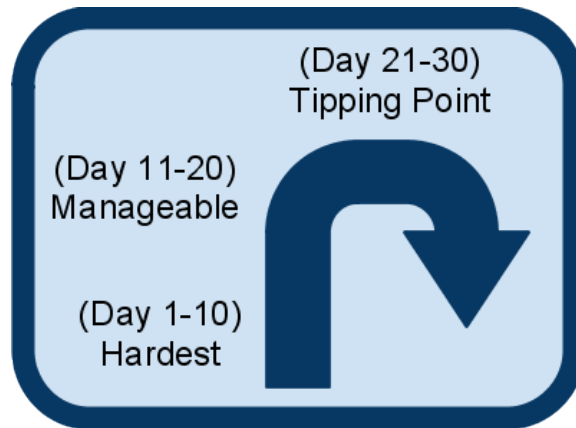 (Day 21-30)
Tipping Point
(Day 11-20)
Manageable
(Day 1-10)
Hardest